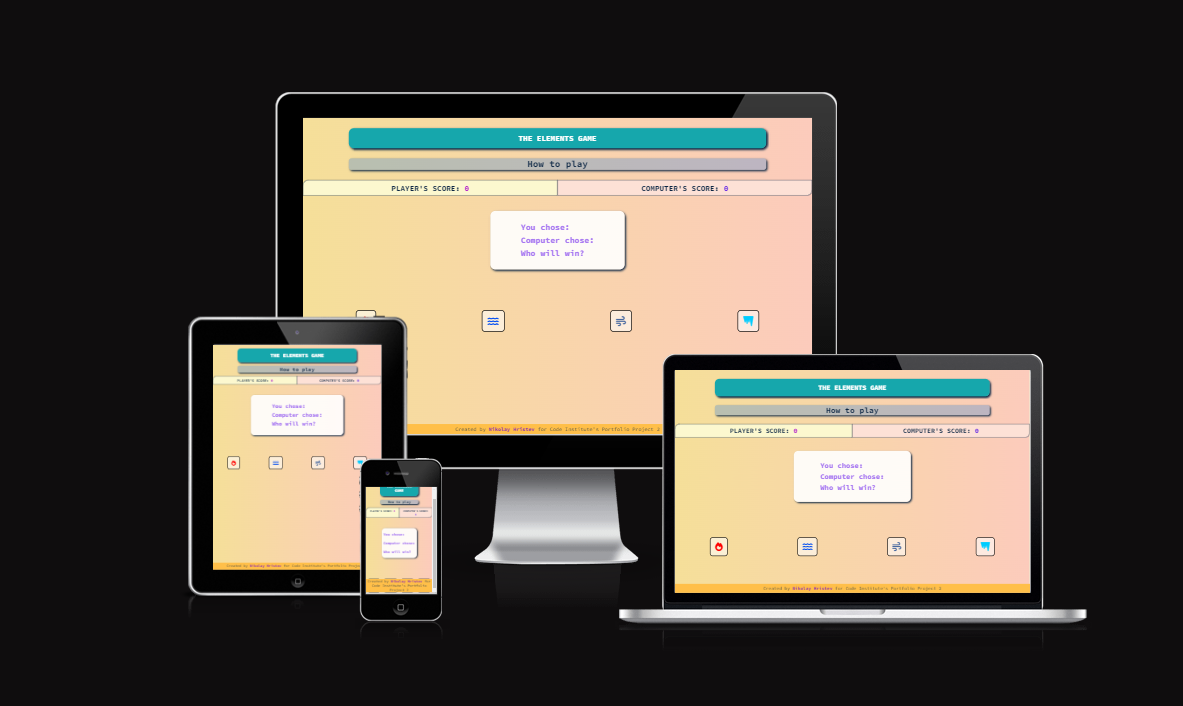 THE ELEMENTS GAME
How to play
PLAYER'S SCORE: 0
COMPUTER'S SCORE: 0
You chose:
Computer chose:
Who will win?
Created by Nikolay Hristov for Code Institute's Portfolio Project 2
THE ELEMENTS GAME
How to play
PLAYER'S SCORE: 0
COMPUTER'S SCORE: 0
You chose:
Computer chose:
Who will win?
Created by Nikolay Hristov for Code Institute's Portfolio Proje
GAME
How to play
PLAYER'S SCORE: 0
COMPUTER'S SCORE:
You chose:
Computer chose:
Who will win?
Created by Nikolay Hristov for
Code Institute's Portfolio
Project 2
THE ELEMENTS GAME
How to play
PLAYER'S SCORE: 0
COMPUTER'S SCORE: 0
You chose:
Computer chose:
Who will win?
Created by Nikolay Hristov for Code Institute's Portfolio Project 2